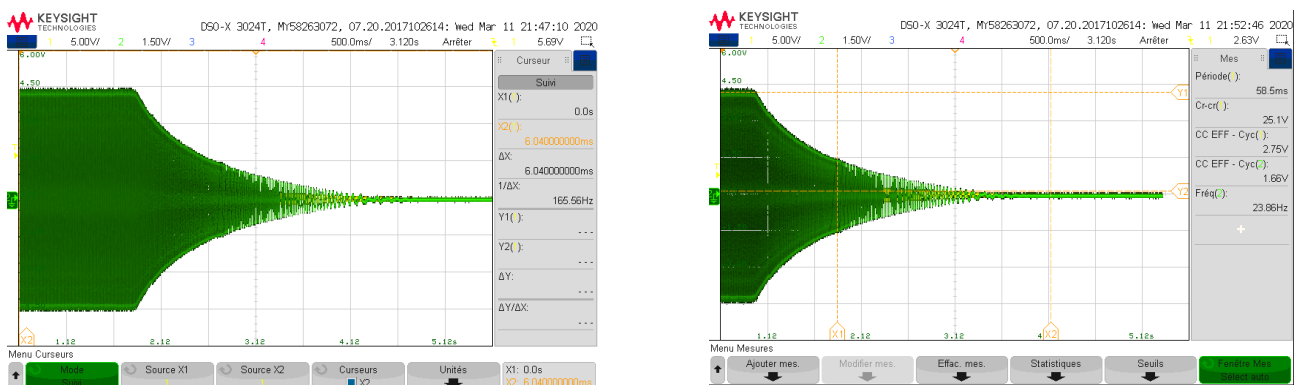 KEYSIGHT
TECHNOLOGIES
DSO-X 3024T, MY58263072, 07.20.2017102614: Wed Mar 11 21:47:10 2020
1 5.00V/ 2 1.50V/ 3 4 500.0ms/ 3.120s Arrêter 1 5.69V
6.00V
4.50
1.12 2.12 3.12 4.12 5.12s
X2
Curseur
Suivi
X1( ):
0.0s
X2( ):
6.040000000ms
ΔX:
6.040000000ms
1/ΔX:
165.56Hz
Y1( ):
- - -
Y2( ):
- - -
ΔY:
- - -
ΔY/ΔX:
- - -
Menu Curseurs
Mode
Suivi
Source X1
Source X2
Curseurs
X2
Unités
X1: 0.0s
X2: 6.040000000ms
KEYSIGHT
TECHNOLOGIES
DSO-X 3024T, MY58263072, 07.20.2017102614: Wed Mar 11 21:52:46 2020
1 5.00V/ 2 1.50V/ 3 4 500.0ms/ 3.120s Arrêter 1 2.63V
6.00V
4.50
Y1
Y2
1.12 X1 2.12 3.12 4 X2 5.12s
Mes
Période( ):
58.5ms
Cr-cr( ):
25.1V
CC EFF - Cyc( ):
2.75V
CC EFF - Cyc(2):
1.66V
Fréq(2):
23.86Hz
Menu Mesures
Ajouter mes.
Modifier mes.
Effac. mes.
Statistiques
Seuils
Fenêtre Mes
Sélect auto